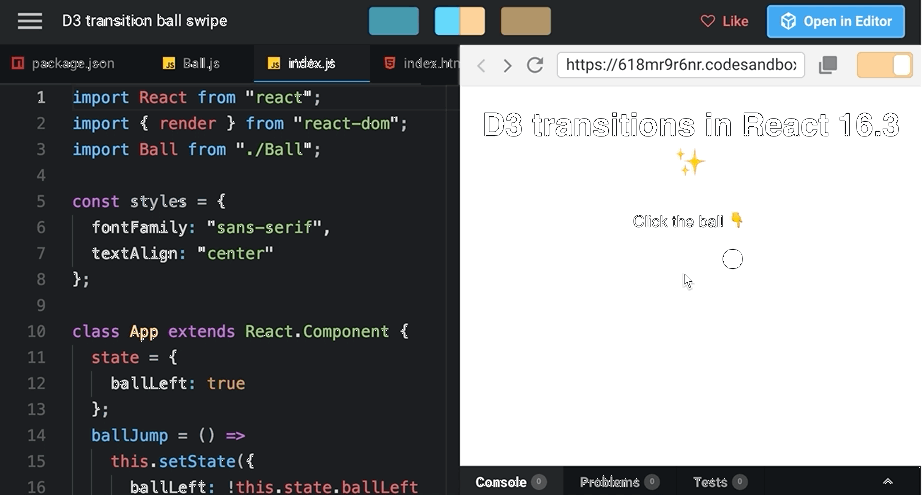 D3 transition ball swipe
Like
Open in Editor
package.json
Ball.js
index.js
index.htm
https://618mr9r6nr.codesandbox
1 import React from "react";
2 import { render } from "react-dom";
3 import Ball from "./Ball";
4
5 const styles = {
6 fontFamily: "sans-serif",
7 textAlign: "center"
8 };
9
10 class App extends React.Component {
11 state = {
12 ballLeft: true
13 };
14 ballJump = () =>
15 this.setState({
16 ballLeft: !this.state.ballLeft
D3 transitions in React 16.3
✨
Click the ball 👇
Console 0
Problems 0
Tests 0